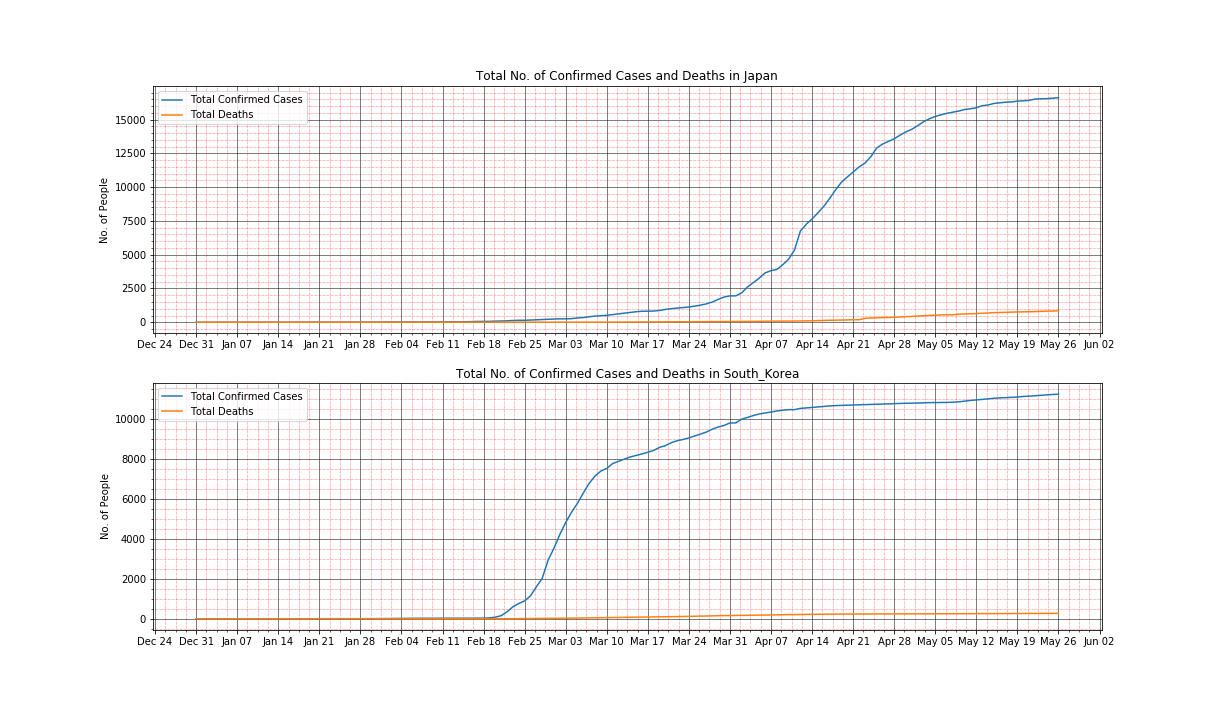 Total No. of Confirmed Cases and Deaths in Japan
Total Confirmed Cases
Total Deaths
No. of People
15000
12500
10000
7500
5000
2500
0
Dec 24 Dec 31 Jan 07 Jan 14 Jan 21 Jan 28 Feb 04 Feb 11 Feb 18 Feb 25 Mar 03 Mar 10 Mar 17 Mar 24 Mar 31 Apr 07 Apr 14 Apr 21 Apr 28 May 05 May 12 May 19 May 26 Jun 02
Total No. of Confirmed Cases and Deaths in South_Korea
Total Confirmed Cases
Total Deaths
No. of People
10000
8000
6000
4000
2000
0
Dec 24 Dec 31 Jan 07 Jan 14 Jan 21 Jan 28 Feb 04 Feb 11 Feb 18 Feb 25 Mar 03 Mar 10 Mar 17 Mar 24 Mar 31 Apr 07 Apr 14 Apr 21 Apr 28 May 05 May 12 May 19 May 26 Jun 02